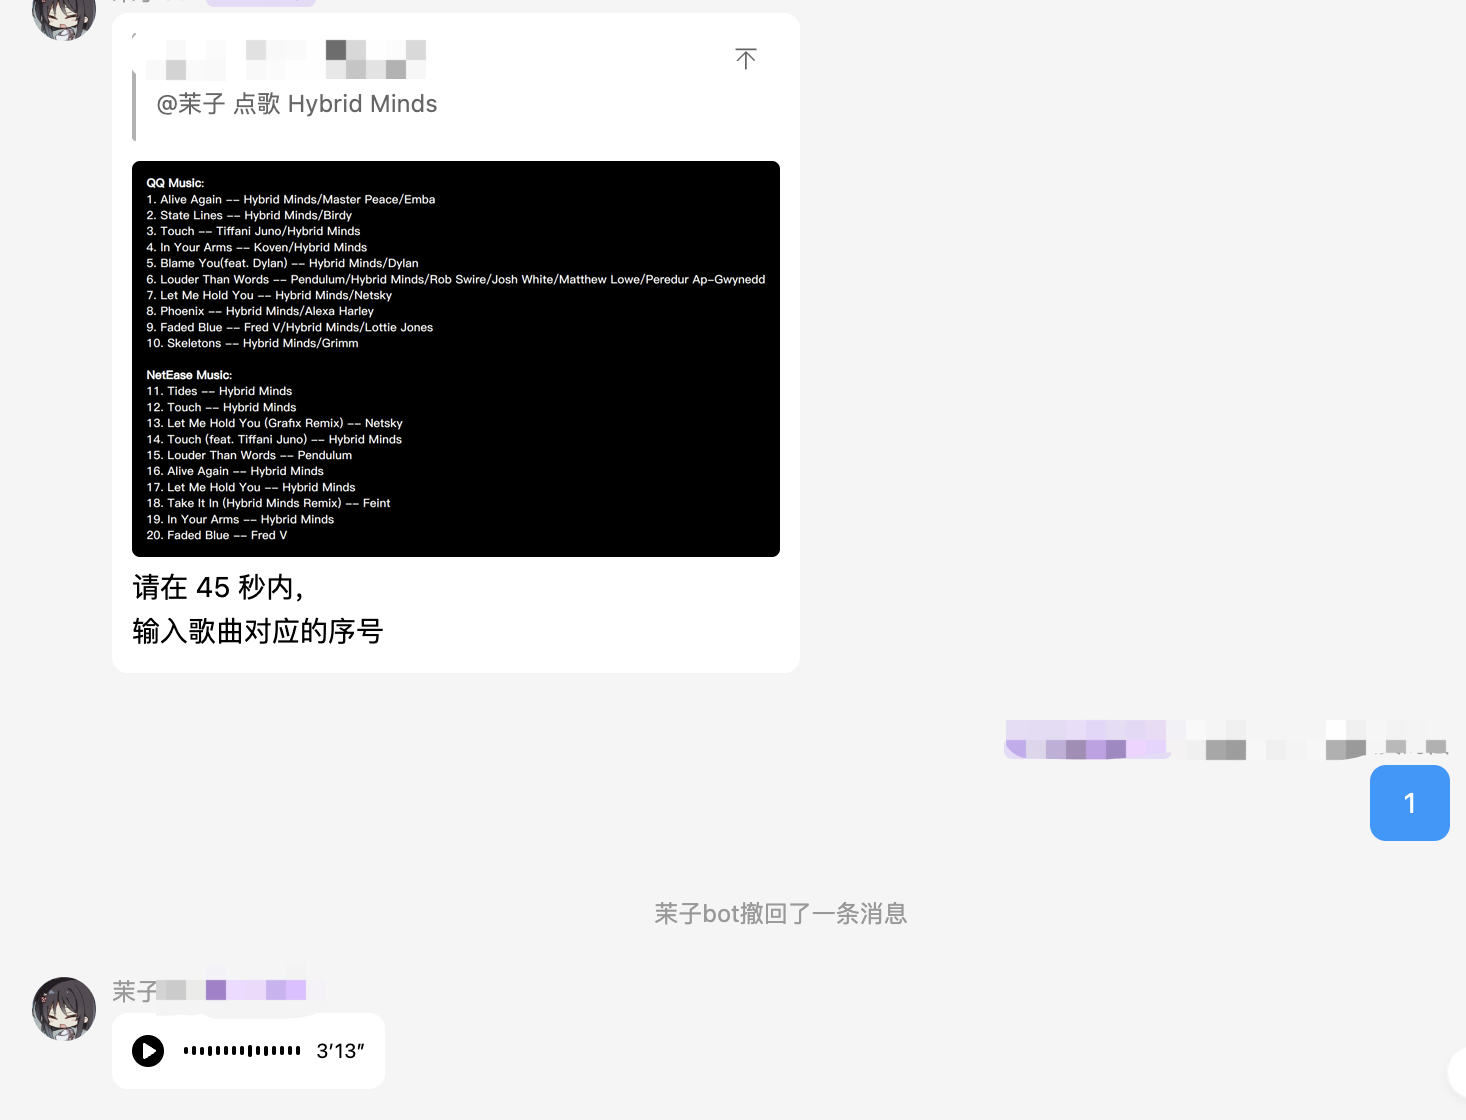 @茉子 点歌 Hybrid Minds
QQ Music:
1. Alive Again -- Hybrid Minds/Master Peace/Emba
2. State Lines -- Hybrid Minds/Birdy
3. Touch -- Tiffani Juno/Hybrid Minds
4. In Your Arms -- Koven/Hybrid Minds
5. Blame You(feat. Dylan) -- Hybrid Minds/Dylan
6. Louder Than Words -- Pendulum/Hybrid Minds/Rob Swire/Josh White/Matthew Lowe/Peredur Ap-Gwynedd
7. Let Me Hold You -- Hybrid Minds/Netsky
8. Phoenix -- Hybrid Minds/Alexa Harley
9. Faded Blue -- Fred V/Hybrid Minds/Lottie Jones
10. Skeletons -- Hybrid Minds/Grimm
NetEase Music:
11. Tides -- Hybrid Minds
12. Touch -- Hybrid Minds
13. Let Me Hold You (Grafix Remix) -- Netsky
14. Touch (feat. Tiffani Juno) -- Hybrid Minds
15. Louder Than Words -- Pendulum
16. Alive Again -- Hybrid Minds
17. Let Me Hold You -- Hybrid Minds
18. Take It In (Hybrid Minds Remix) -- Feint
19. In Your Arms -- Hybrid Minds
20. Faded Blue -- Fred V
请在 45 秒内，
输入歌曲对应的序号
1
茉子bot撤回了一条消息
茉子
3′13″